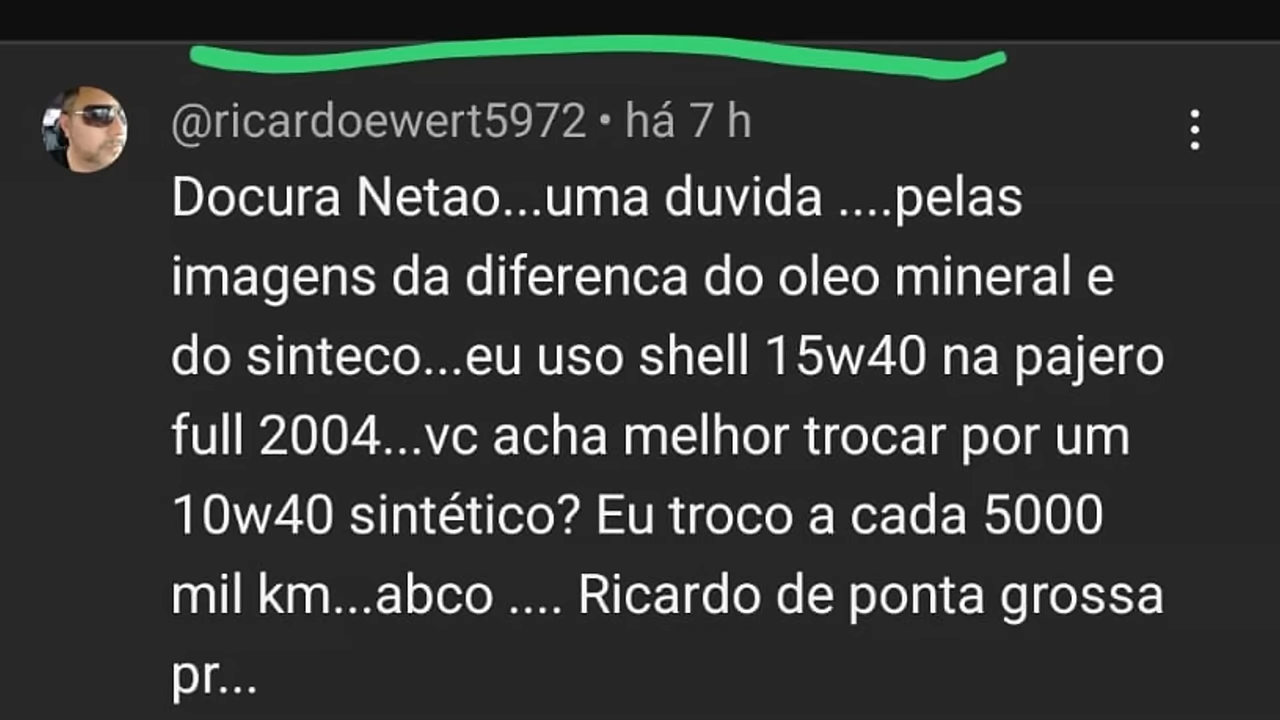 @ricardoewert5972 • há 7 h
Docura Netao...uma duvida ....pelas
imagens da diferenca do oleo mineral e
do sinteco...eu uso shell 15w40 na pajero
full 2004...vc acha melhor trocar por um
10w40 sintético? Eu troco a cada 5000
mil km...abco .... Ricardo de ponta grossa
pr...